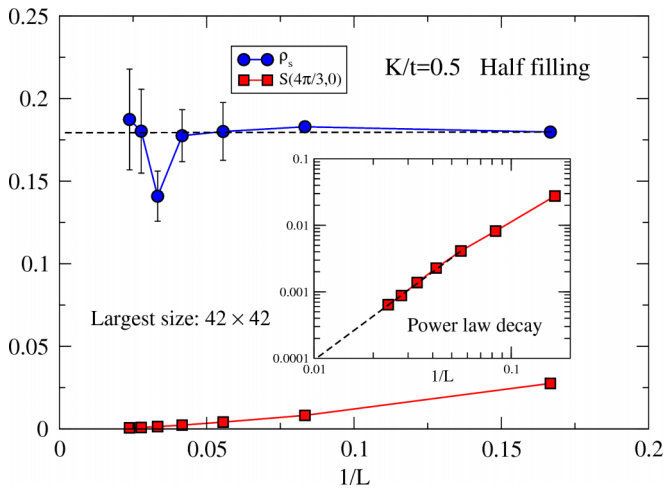 0.25
0.2
0.15
0.1
0.05
0
0
0.05
0.1
0.15
0.2
1/L
ρs
S(4π/3,0)
K/t=0.5 Half filling
Largest size: 42 × 42
0.1
0.01
0.001
0.0001
0.01
0.1
1/L
Power law decay